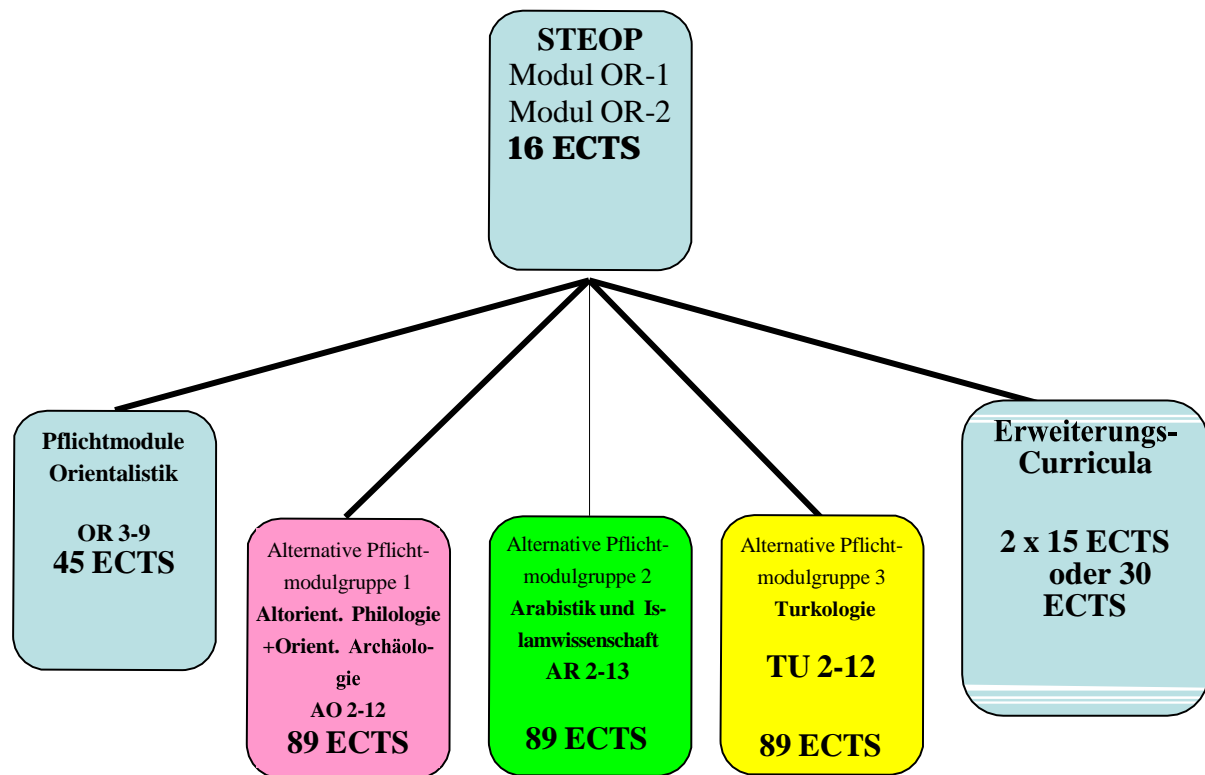 STEOP
Modul OR-1
Modul OR-2
16 ECTS
Pflichtmodule
Orientalistik
OR 3-9
45 ECTS
Alternative Pflicht-
modulgruppe 1
Altorient. Philologie
+Orient. Archäolo-
gie
AO 2-12
89 ECTS
Alternative Pflicht-
modulgruppe 2
Arabistik und Is-
lamwissenschaft
AR 2-13
89 ECTS
Alternative Pflicht-
modulgruppe 3
Turkologie
TU 2-12
89 ECTS
Erweiterungs-
Curricula
2 x 15 ECTS
oder 30
ECTS